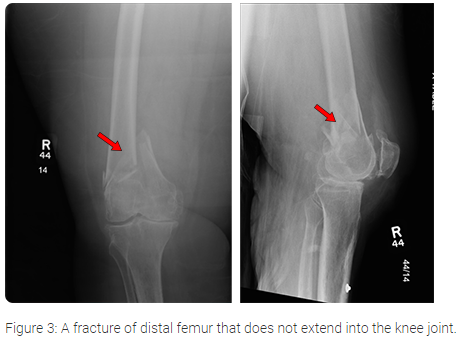 R
44
14
R
44
44/14
Figure 3: A fracture of distal femur that does not extend into the knee joint.